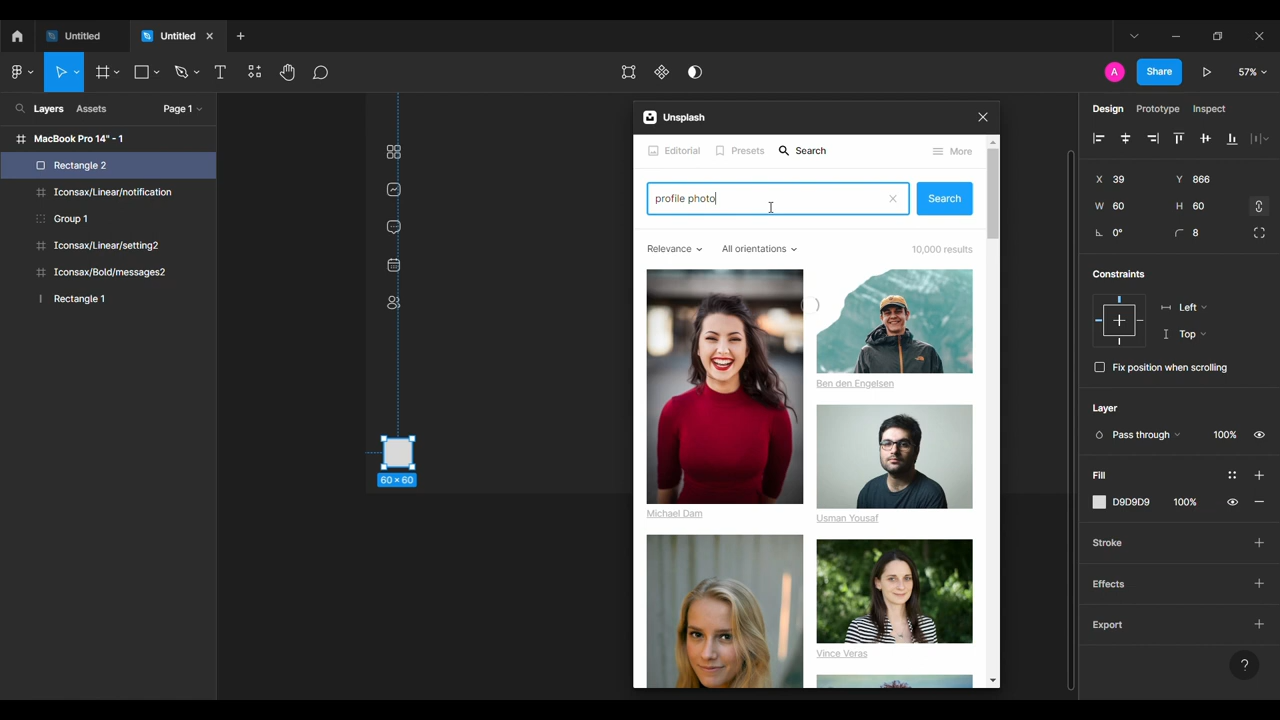 Untitled
Untitled
A
Share
57%
Layers
Assets
Page 1
Design
Prototype
Inspect
MacBook Pro 14" - 1
Rectangle 2
Iconsax/Linear/notification
Group 1
Iconsax/Linear/setting2
Iconsax/Bold/messages2
Rectangle 1
60 × 60
Unsplash
Editorial
Presets
Search
More
profile photo
Search
Relevance
All orientations
10,000 results
Michael Dam
Ben den Engelsen
Usman Yousaf
Vince Veras
X 39
Y 866
W 60
H 60
0°
8
Constraints
Left
Top
Fix position when scrolling
Layer
Pass through
100%
Fill
D9D9D9
100%
Stroke
Effects
Export
?